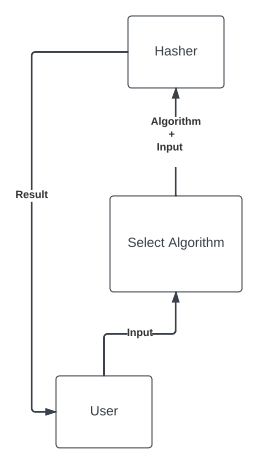 Hasher
Algorithm
+
Input
Result
Select Algorithm
Input
User